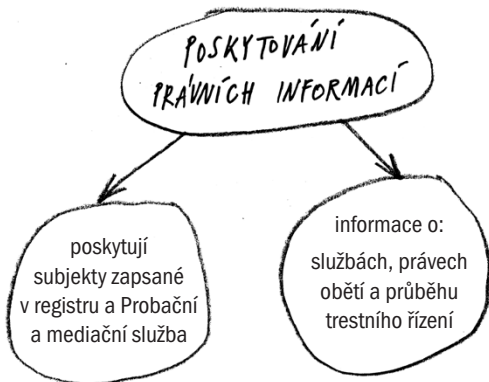 POSKYTOVÁNÍ
PRÁVNÍCH INFORMACÍ
poskytují
subjekty zapsané
v registru a Probační
a mediační služba
informace o:
službách, právech
obětí a průběhu
trestního řízení